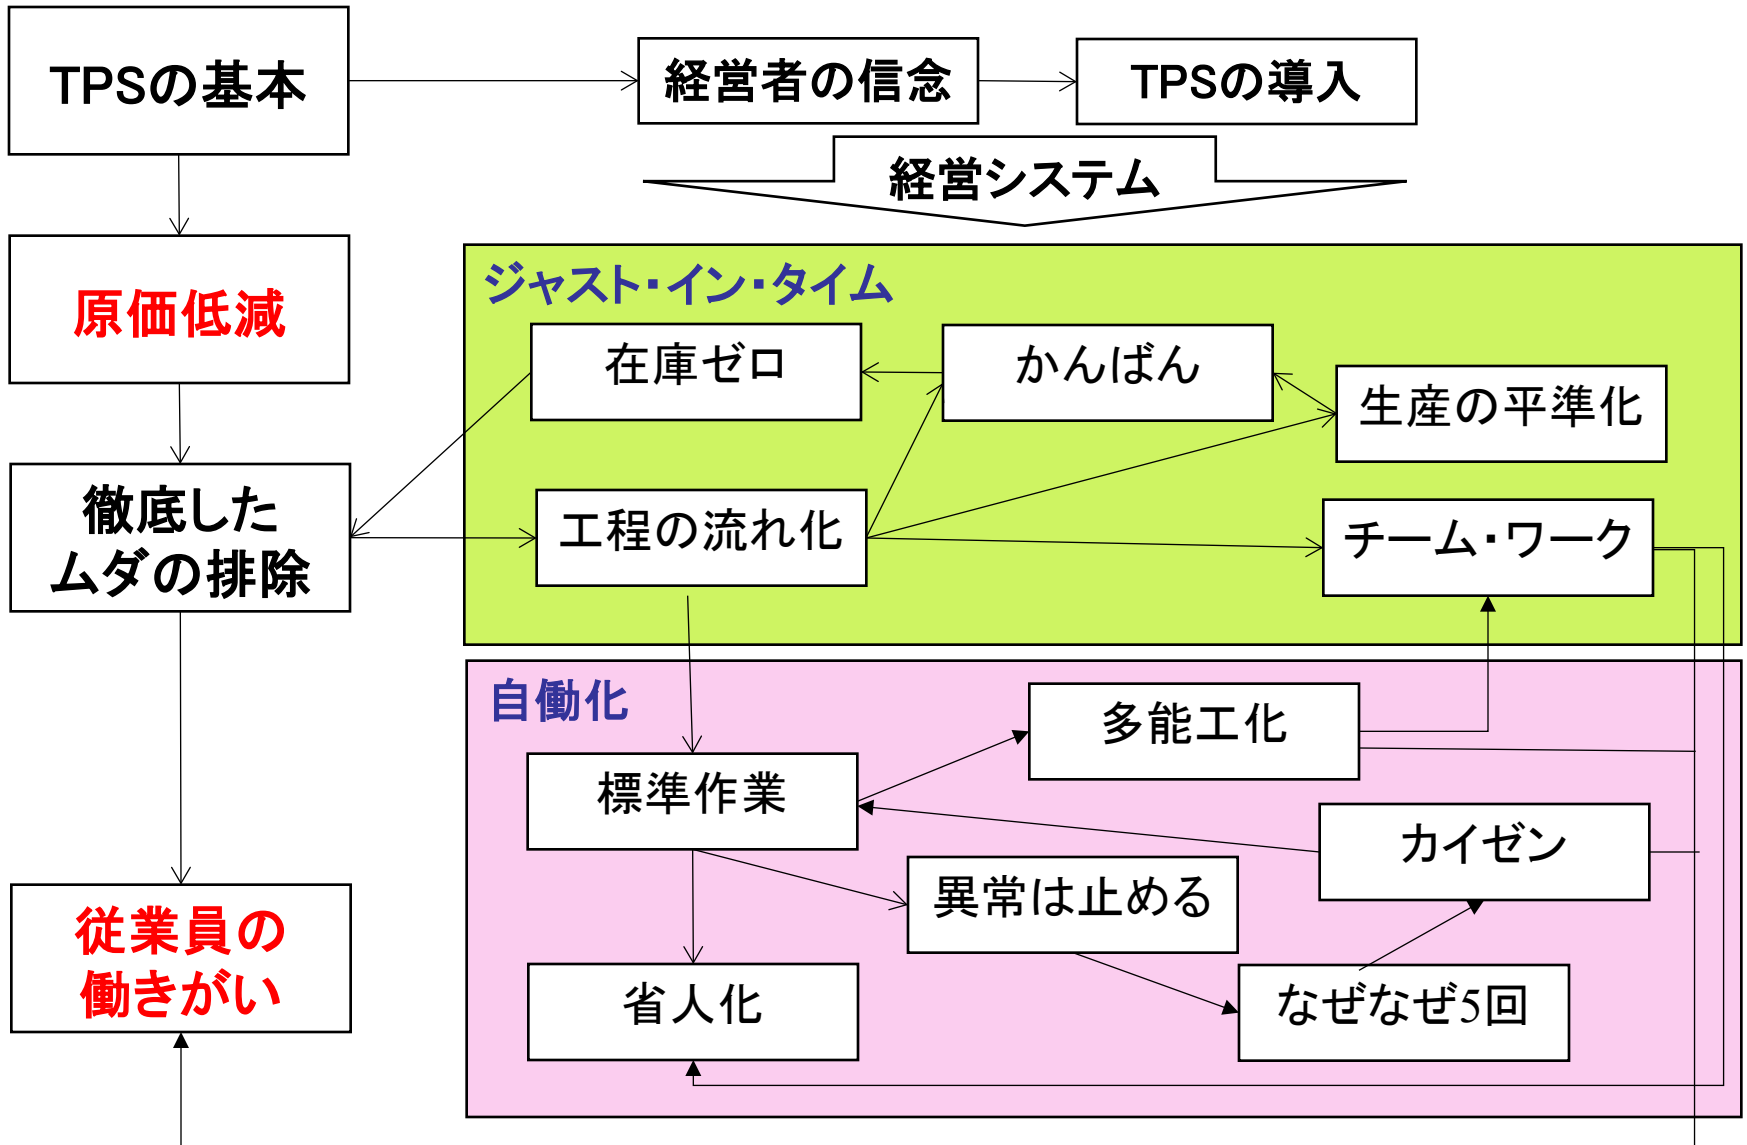 TPSの基本
経営者の信念
TPSの導入
経営システム
原価低減
ジャスト・イン・タイム
在庫ゼロ
かんばん
生産の平準化
徹底した
ムダの排除
工程の流れ化
チーム・ワーク
自働化
多能工化
標準作業
カイゼン
異常は止める
従業員の
働きがい
省人化
なぜなぜ5回